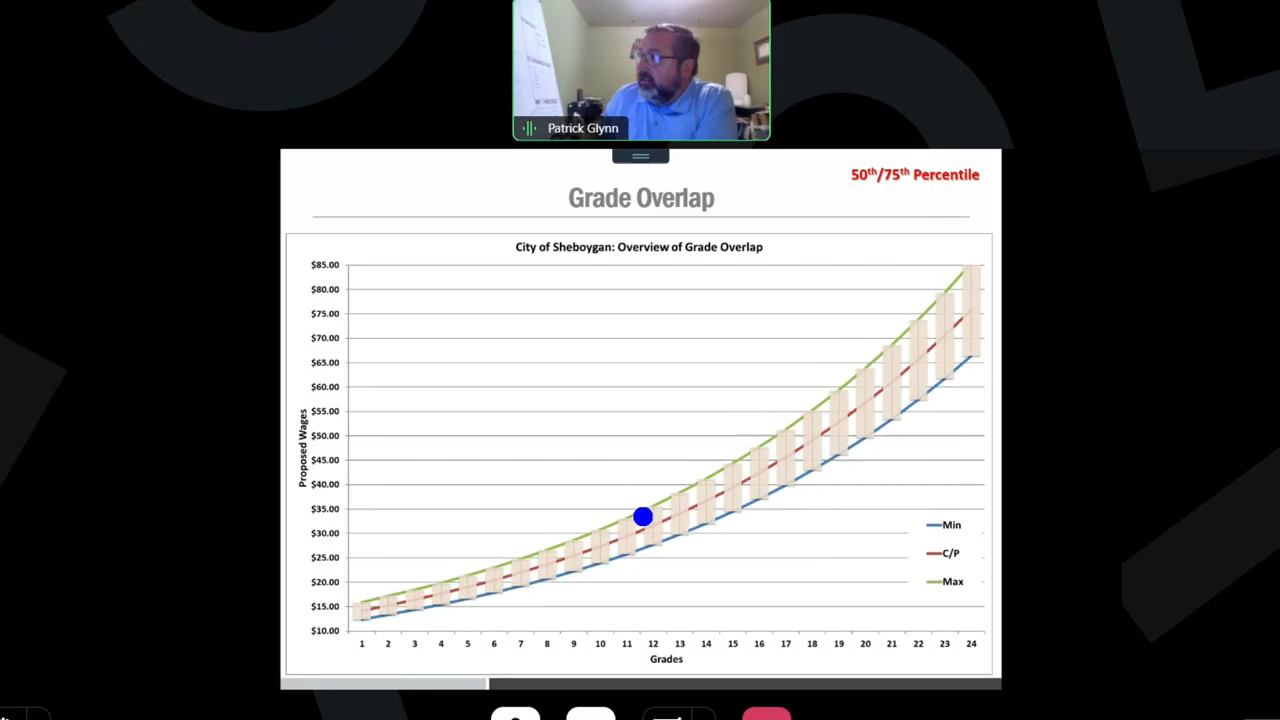 Patrick Glynn
50th/75th Percentile
Grade Overlap
City of Sheboygan: Overview of Grade Overlap
$85.00
$80.00
$75.00
$70.00
$65.00
$60.00
$55.00
$50.00
$45.00
$40.00
$35.00
$30.00
$25.00
$20.00
$15.00
$10.00
Proposed Wages
Min
C/P
Max
1 2 3 4 5 6 7 8 9 10 11 12 13 14 15 16 17 18 19 20 21 22 23 24
Grades